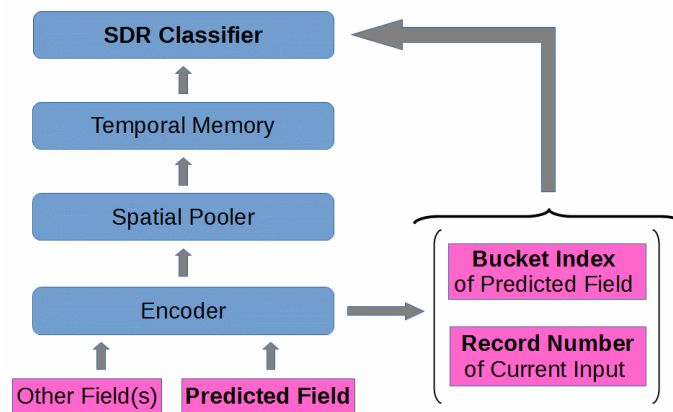 SDR Classifier
Temporal Memory
Spatial Pooler
Encoder
Other Field(s)
Predicted Field
Bucket Index
of Predicted Field
Record Number
of Current Input